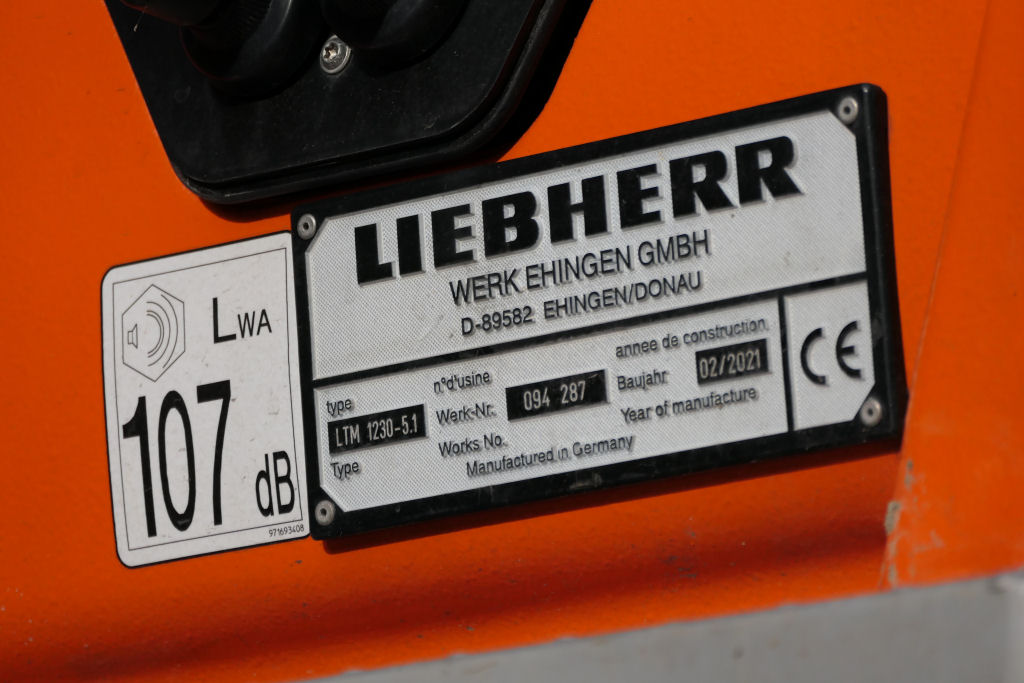 LIEBHERR
WERK EHINGEN GMBH
D-89582 EHINGEN/DONAU
type
LTM 1230-5.1
Type
n°d'usine
Werk-Nr.
094 287
Works No.
annee de construction
Baujahr
02/2021
Year of manufacture
Manufactured in Germany
CE
LWA
107
dB
971693408